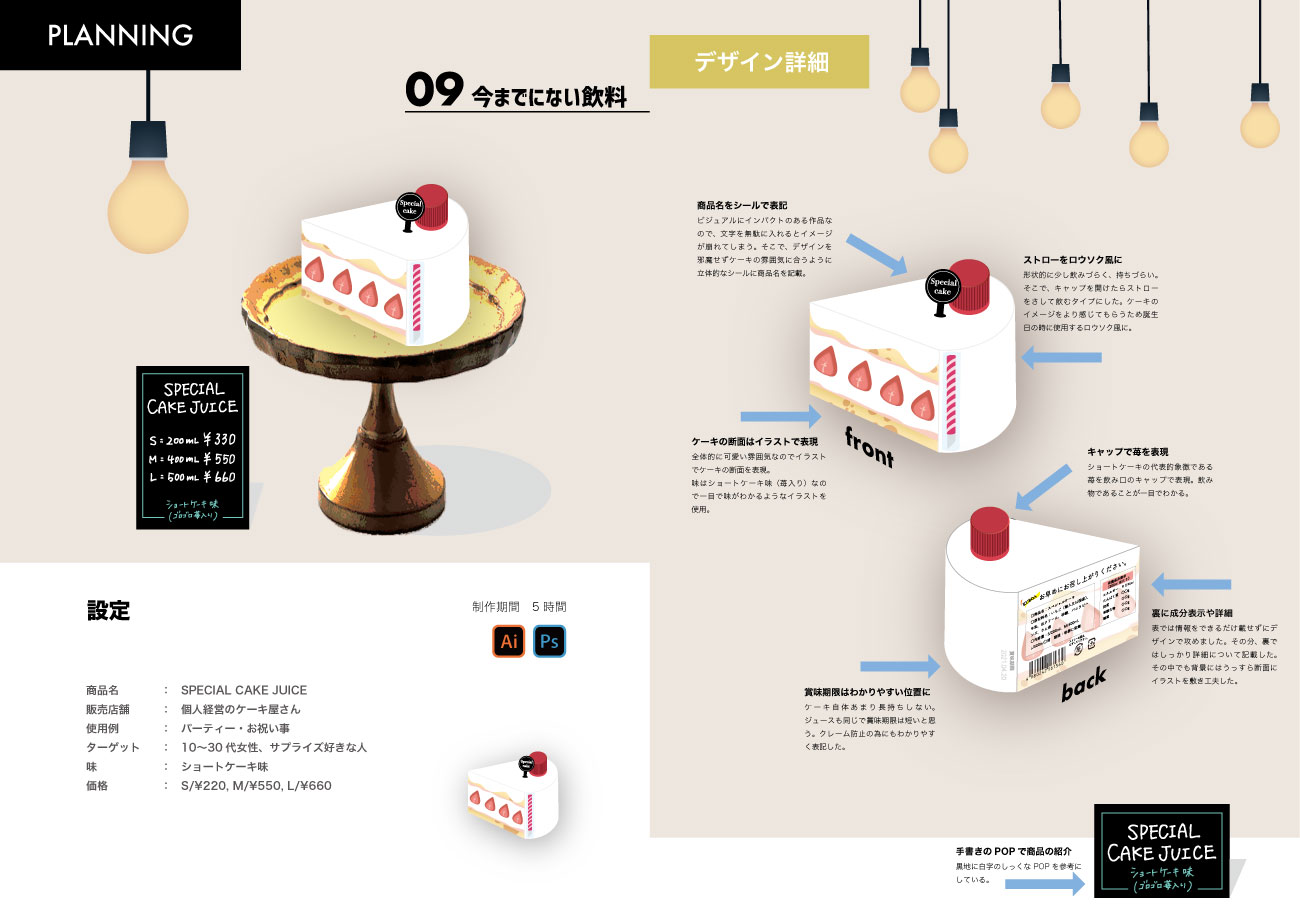 PLANNING
09 今までにない飲料
Special
cake
SPECIAL
CAKE JUICE
S=200mL ¥330
M=400mL ¥550
L=500mL ¥660
ショートケーキ味
(ゴロゴロ苺入り)
設定
制作期間　5時間
Ai Ps
商品名　：　SPECIAL CAKE JUICE
販売店舗　：　個人経営のケーキ屋さん
使用例　：　パーティー・お祝い事
ターゲット　：　10〜30代女性、サプライズ好きな人
味　：　ショートケーキ味
価格　：　S/¥220, M/¥550, L/¥660
デザイン詳細
商品名をシールで表記
ビジュアルにインパクトのある作品な
ので、文字を無駄に入れるとイメージ
が崩れてしまう。そこで、デザインを
邪魔せずケーキの雰囲気に合うように
立体的なシールに商品名を記載。
Special
cake
ストローをロウソク風に
形状的に少し飲みづらく、持ちづらい。
そこで、キャップを開けたらストロー
をさして飲むタイプにした。ケーキの
イメージをより感じてもらうため誕生
日の時に使用するロウソク風に。
ケーキの断面はイラストで表現
全体的に可愛い雰囲気なのでイラスト
でケーキの断面を表現。
味はショートケーキ味（苺入り）なの
で一目で味がわかるようなイラストを
使用。
front
キャップで苺を表現
ショートケーキの代表的象徴である
苺を飲み口のキャップで表現。飲み
物であることが一目でわかる。
お早めにお召し上がりください。
back
裏に成分表示や詳細
表では情報をできるだけ載せずにデ
ザインで攻めました。その分、裏で
はしっかり詳細について記載した。
その中でも背景にはうっすら断面に
イラストを敷き工夫した。
賞味期限はわかりやすい位置に
ケーキ自体あまり長持ちしない。
ジュースも同じで賞味期限は短いと思
う。クレーム防止の為にもわかりやす
く表記した。
手書きのPOPで商品の紹介
黒地に白字のしっくなPOPを参考に
している。
SPECIAL
CAKE JUICE
ショートケーキ味
(ゴロゴロ苺入り)